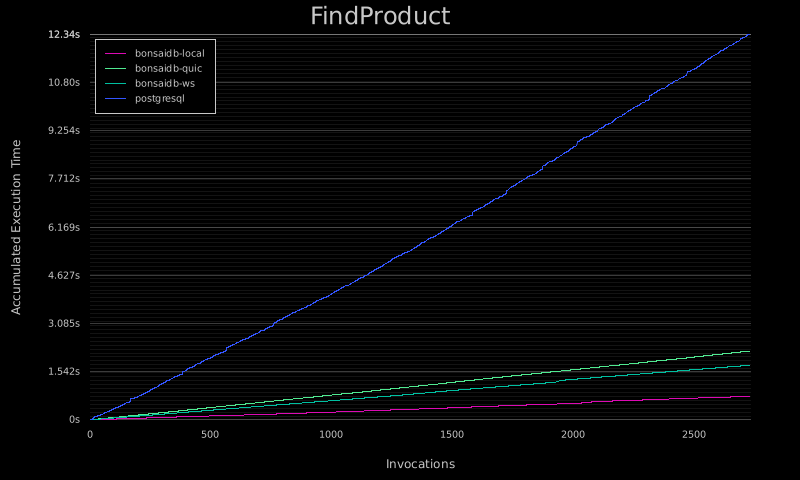 FindProduct
12.34s
10.80s
9.254s
7.712s
6.169s
4.627s
3.085s
1.542s
0s
Accumulated Execution Time
bonsaidb-local
bonsaidb-quic
bonsaidb-ws
postgresql
0 500 1000 1500 2000 2500
Invocations